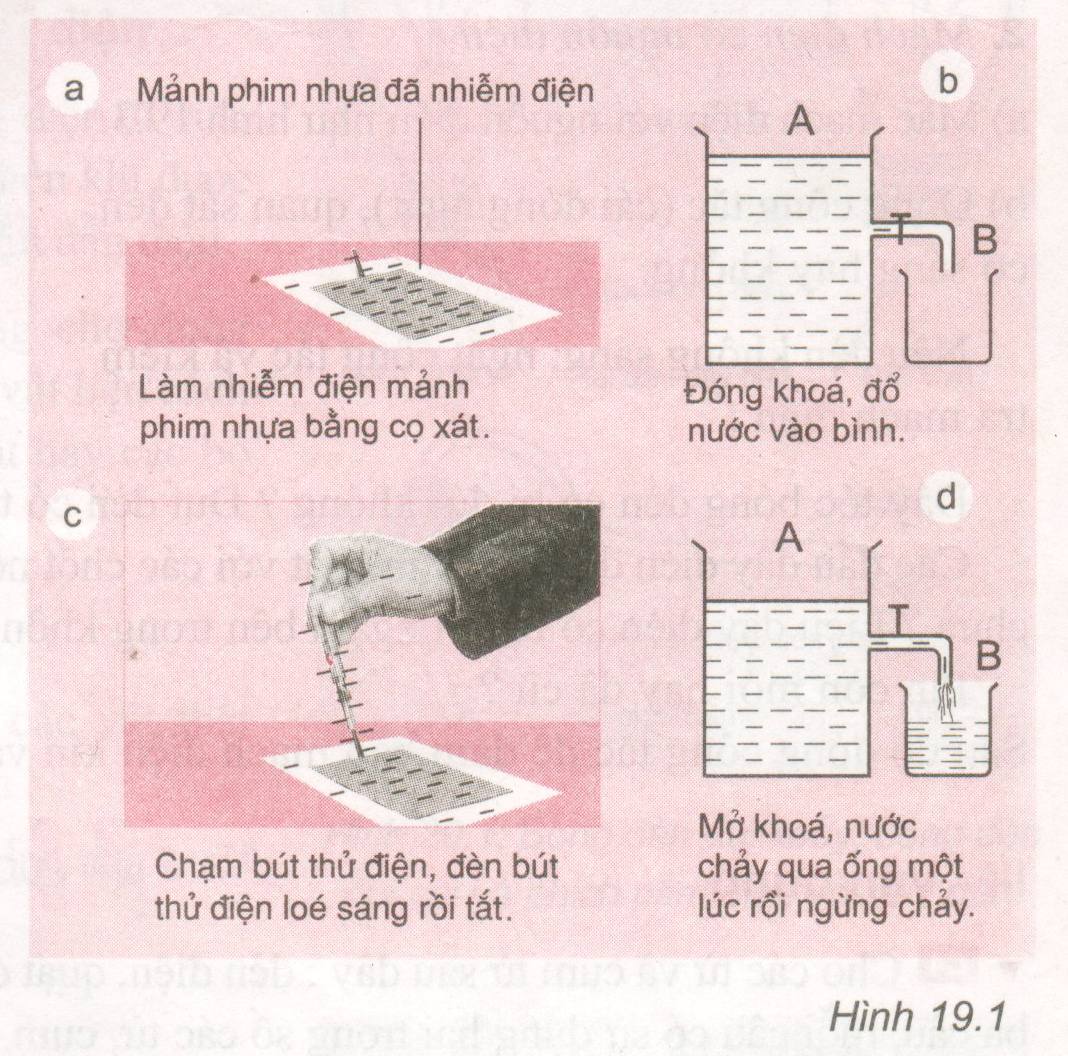 a
Mảnh phim nhựa đã nhiễm điện
Làm nhiễm điện mảnh
phim nhựa bằng cọ xát.
b
A
B
Đóng khoá, đổ
nước vào bình.
c
Chạm bút thử điện, đèn bút
thử điện loé sáng rồi tắt.
d
A
B
Mở khoá, nước
chảy qua ống một
lúc rồi ngừng chảy.
Hình 19.1